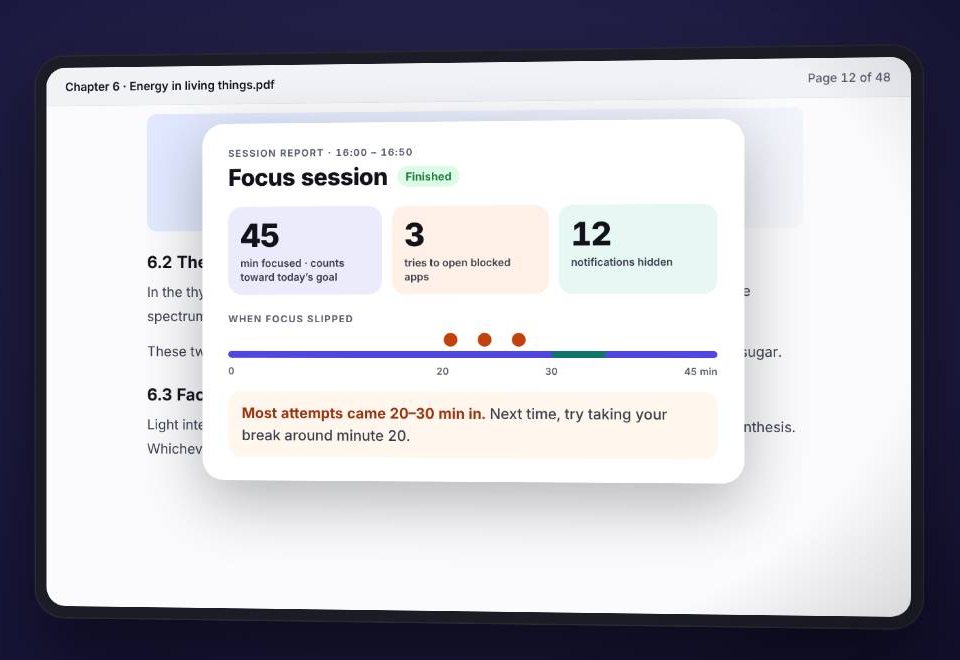 Chapter 6 · Energy in living things.pdf
Page 12 of 48
SESSION REPORT · 16:00 – 16:50
Focus session
Finished
45
min focused · counts
toward today's goal
3
tries to open blocked
apps
12
notifications hidden
6.2 The
In the thy
e
spectrum
WHEN FOCUS SLIPPED
These tw
sugar.
0
20
30
45 min
6.3 Fac
Most attempts came 20–30 min in. Next time, try taking your
break around minute 20.
Light inte
nthesis.
Whichev